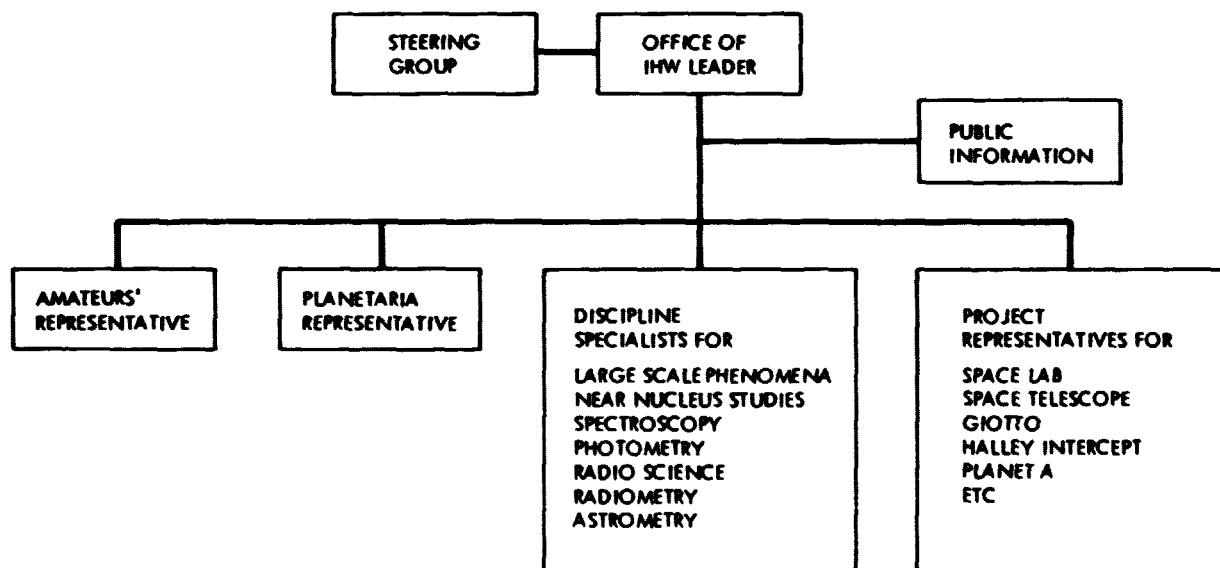 STEERING
GROUP
OFFICE OF
IHW LEADER
PUBLIC
INFORMATION
AMATEURS'
REPRESENTATIVE
PLANETARIA
REPRESENTATIVE
DISCIPLINE
SPECIALISTS FOR
LARGE SCALE PHENOMENA
NEAR NUCLEUS STUDIES
SPECTROSCOPY
PHOTOMETRY
RADIO SCIENCE
RADIOMETRY
ASTROMETRY
PROJECT
REPRESENTATIVES FOR
SPACE LAB
SPACE TELESCOPE
GIOTTO
HALLEY INTERCEPT
PLANET A
ETC